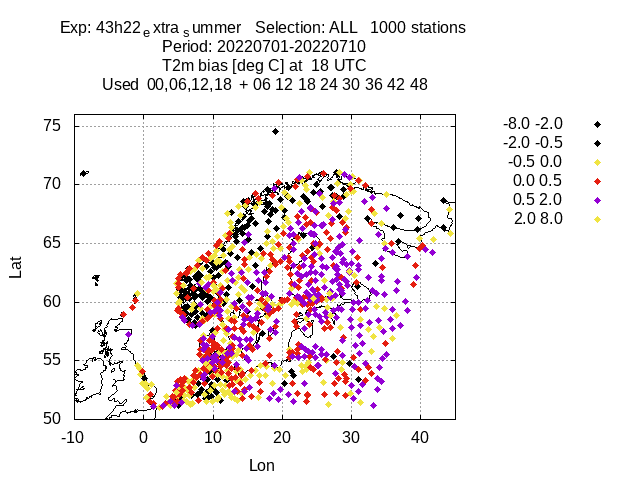 Exp: 43h22e xtra summer Selection: ALL 1000 stations
Period: 20220701-20220710
T2m bias [deg C] at 18 UTC
Used 00,06,12,18 + 06 12 18 24 30 36 42 48
-8.0 -2.0
-2.0 -0.5
-0.5 0.0
0.0 0.5
0.5 2.0
2.0 8.0
75
70
65
60
55
50
Lat
-10 0 10 20 30 40
Lon